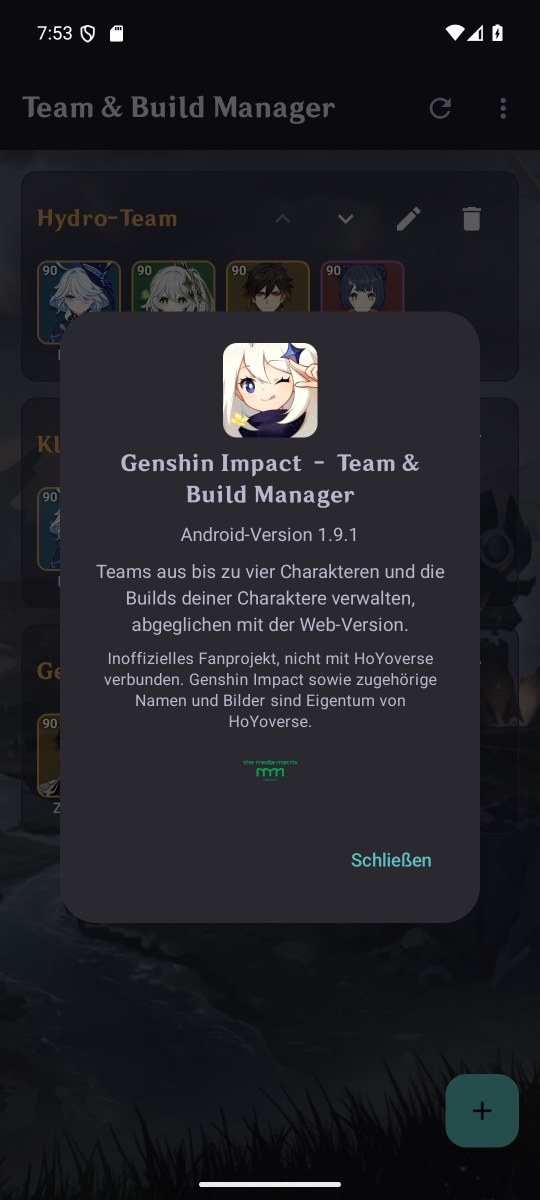 7:53
Team & Build Manager
Hydro-Team
90 90 90 90
Genshin Impact - Team &
Build Manager
Android-Version 1.9.1
Teams aus bis zu vier Charakteren und die
Builds deiner Charaktere verwalten,
abgeglichen mit der Web-Version.
Inoffizielles Fanprojekt, nicht mit HoYoverse
verbunden. Genshin Impact sowie zugehörige
Namen und Bilder sind Eigentum von
HoYoverse.
the media-matrix
Schließen
Kl
90
Ge
90
Z
+